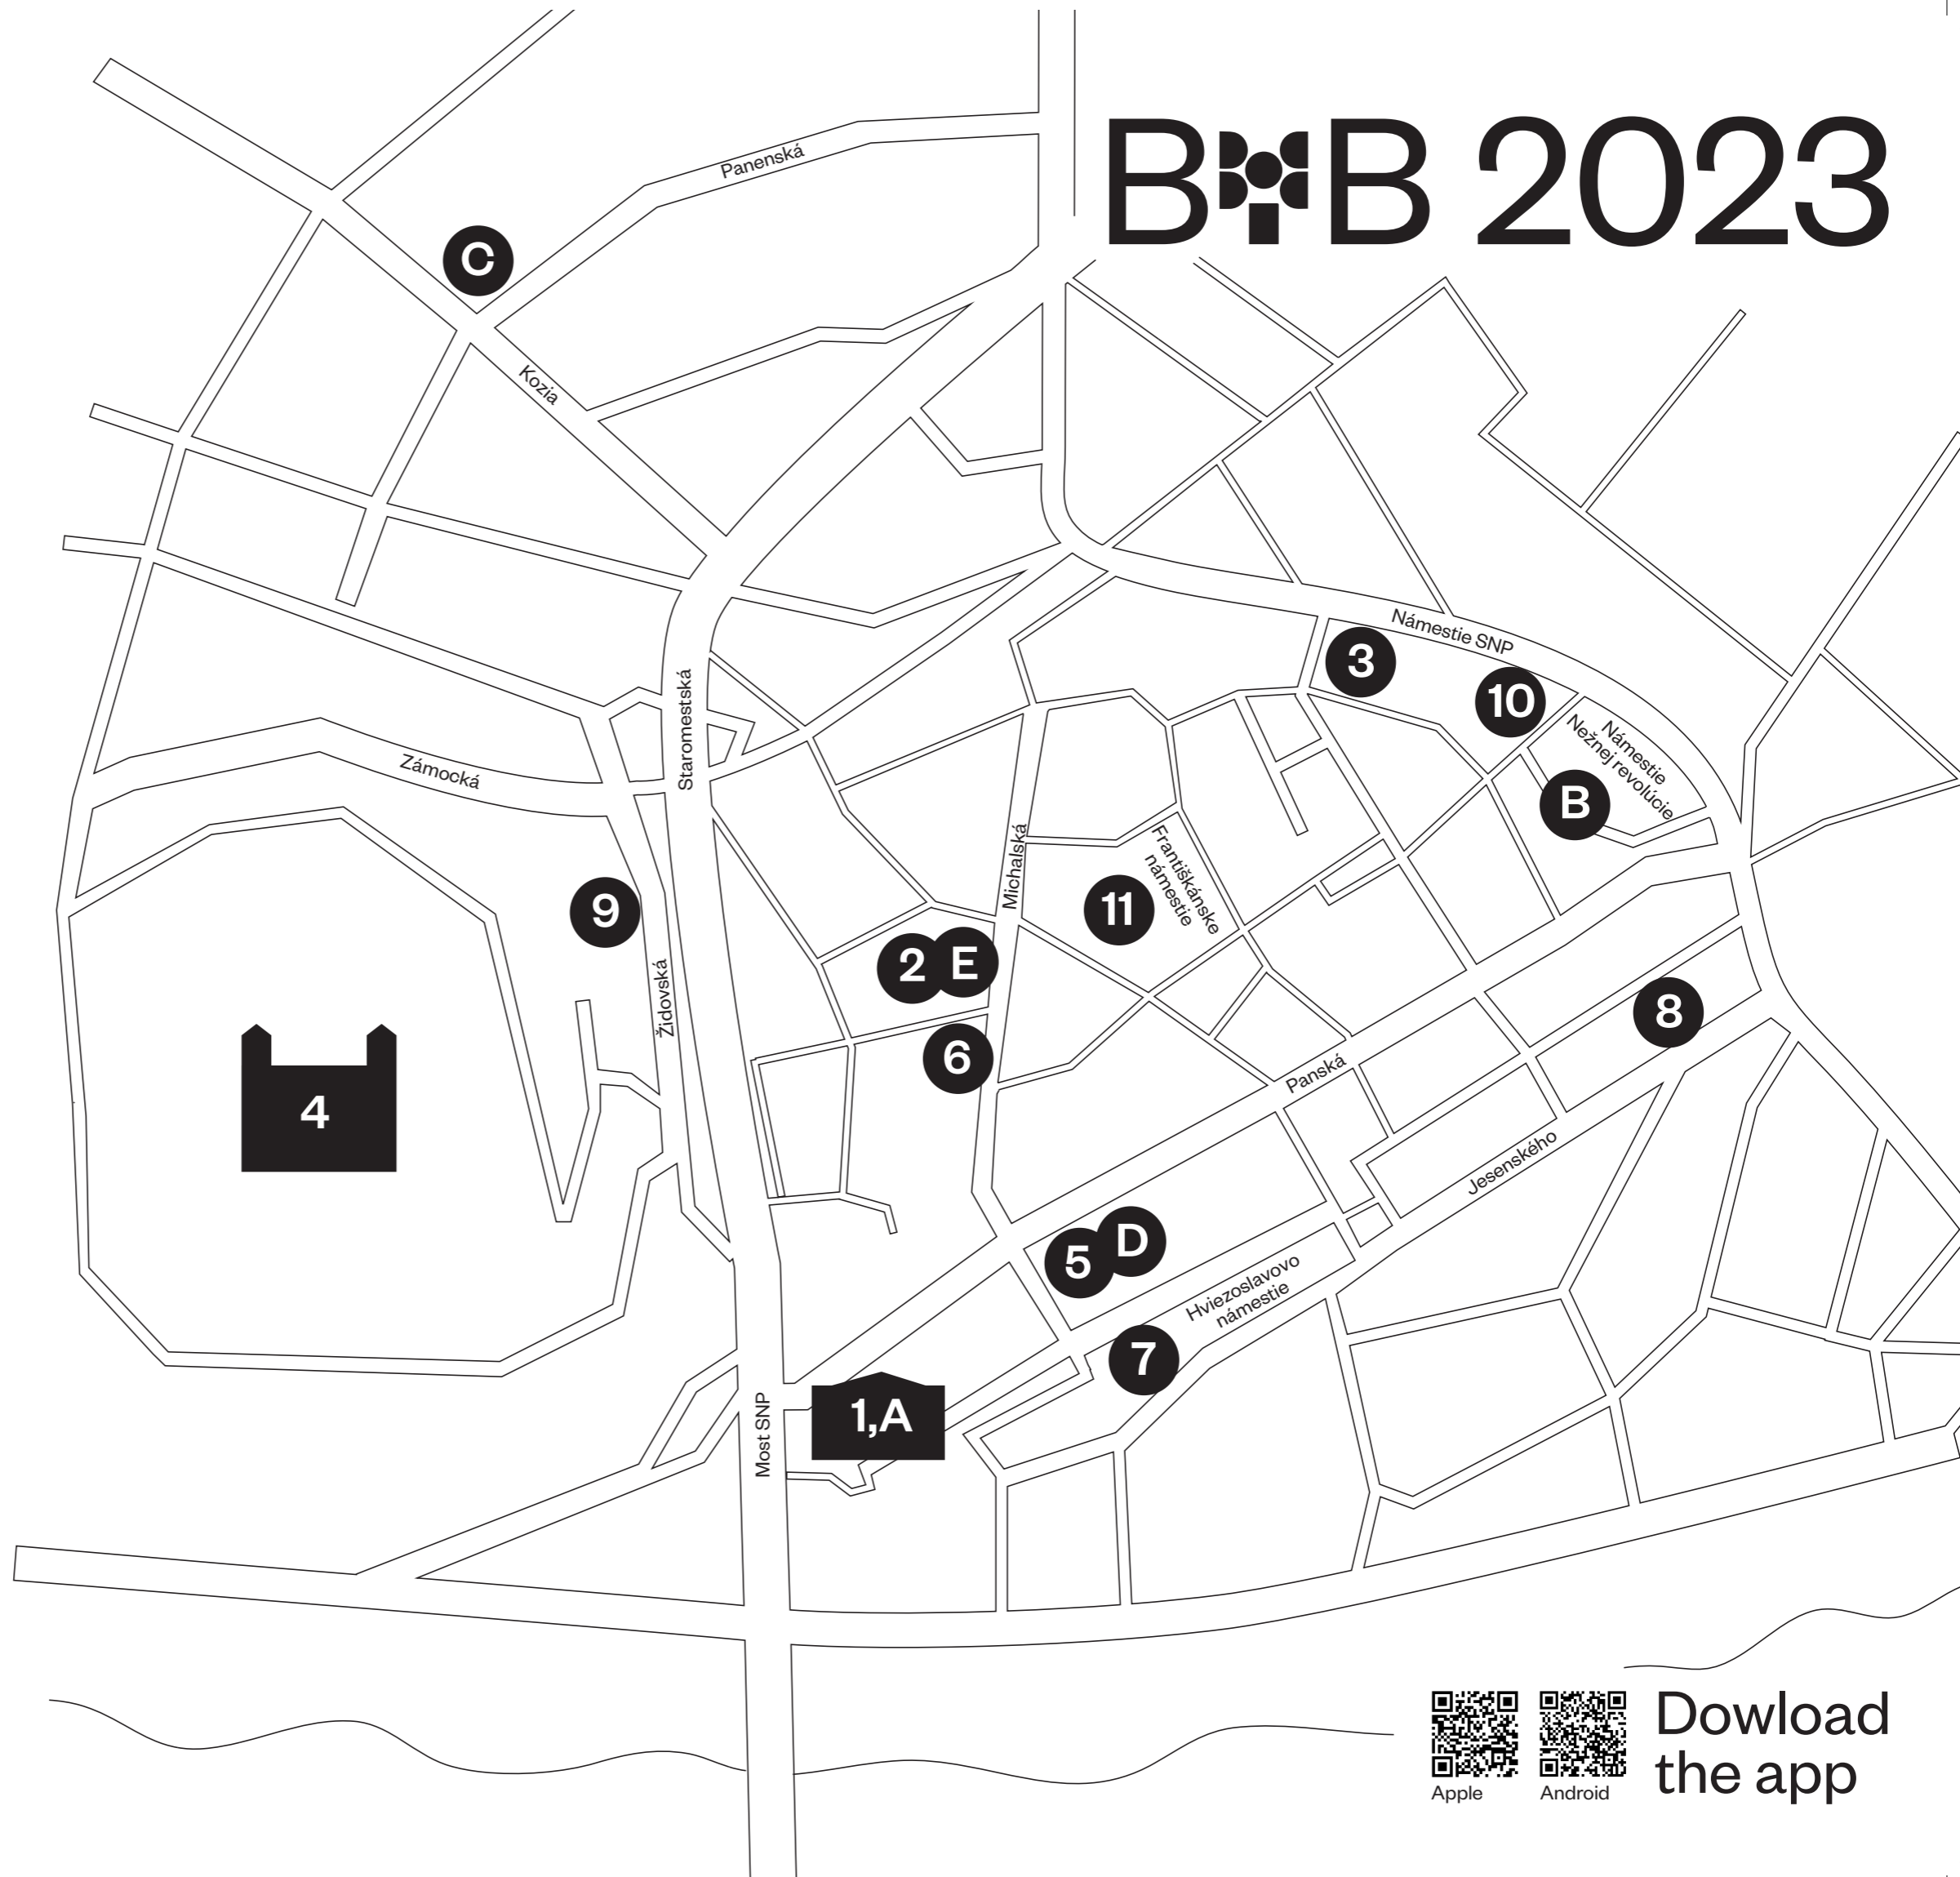 B B 2023
Panenská
C
Kozia
Námestie SNP
3
10
Námestie
Nežnej revolúcie
B
Staromestská
Zámocká
Michalská
Františkánske
námestie
11
9
2 E
Židovská
8
6
4
Panská
Jesenského
5 D
Hviezoslavovo
námestie
7
1,A
Most SNP
Dowload
the app
Apple
Android